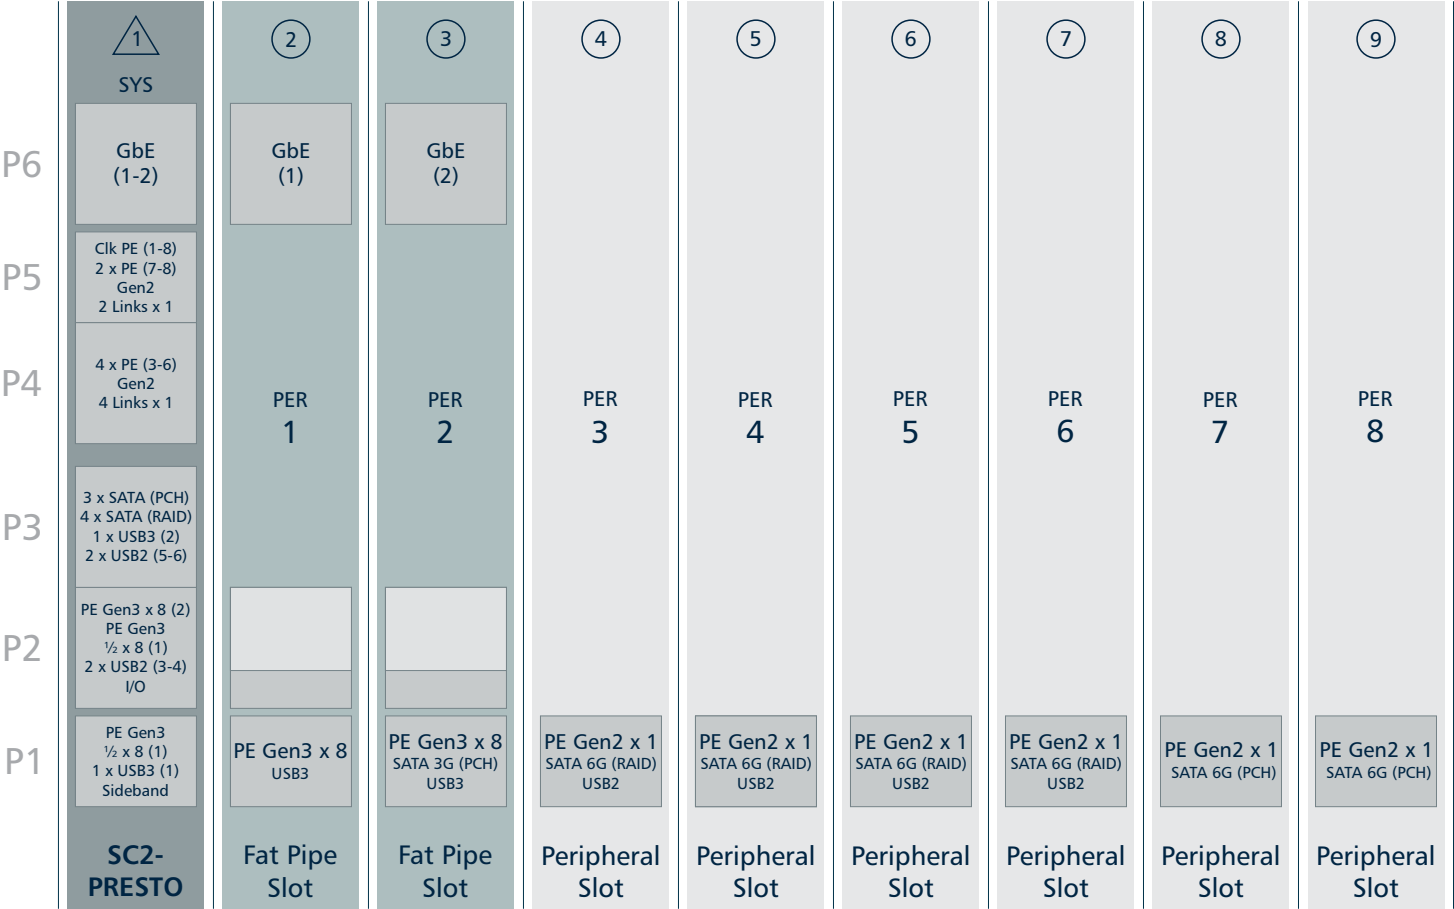 1
2
3
4
5
6
7
8
9
SYS
P6
GbE
(1-2)
GbE
(1)
GbE
(2)
P5
Clk PE (1-8)
2 x PE (7-8)
Gen2
2 Links x 1
P4
4 x PE (3-6)
Gen2
4 Links x 1
PER
1
PER
2
PER
3
PER
4
PER
5
PER
6
PER
7
PER
8
P3
3 x SATA (PCH)
4 x SATA (RAID)
1 x USB3 (2)
2 x USB2 (5-6)
P2
PE Gen3 x 8 (2)
PE Gen3
½ x 8 (1)
2 x USB2 (3-4)
I/O
P1
PE Gen3
½ x 8 (1)
1 x USB3 (1)
Sideband
PE Gen3 x 8
USB3
PE Gen3 x 8
SATA 3G (PCH)
USB3
PE Gen2 x 1
SATA 6G (RAID)
USB2
PE Gen2 x 1
SATA 6G (RAID)
USB2
PE Gen2 x 1
SATA 6G (RAID)
USB2
PE Gen2 x 1
SATA 6G (RAID)
USB2
PE Gen2 x 1
SATA 6G (PCH)
PE Gen2 x 1
SATA 6G (PCH)
SC2-
PRESTO
Fat Pipe
Slot
Fat Pipe
Slot
Peripheral
Slot
Peripheral
Slot
Peripheral
Slot
Peripheral
Slot
Peripheral
Slot
Peripheral
Slot